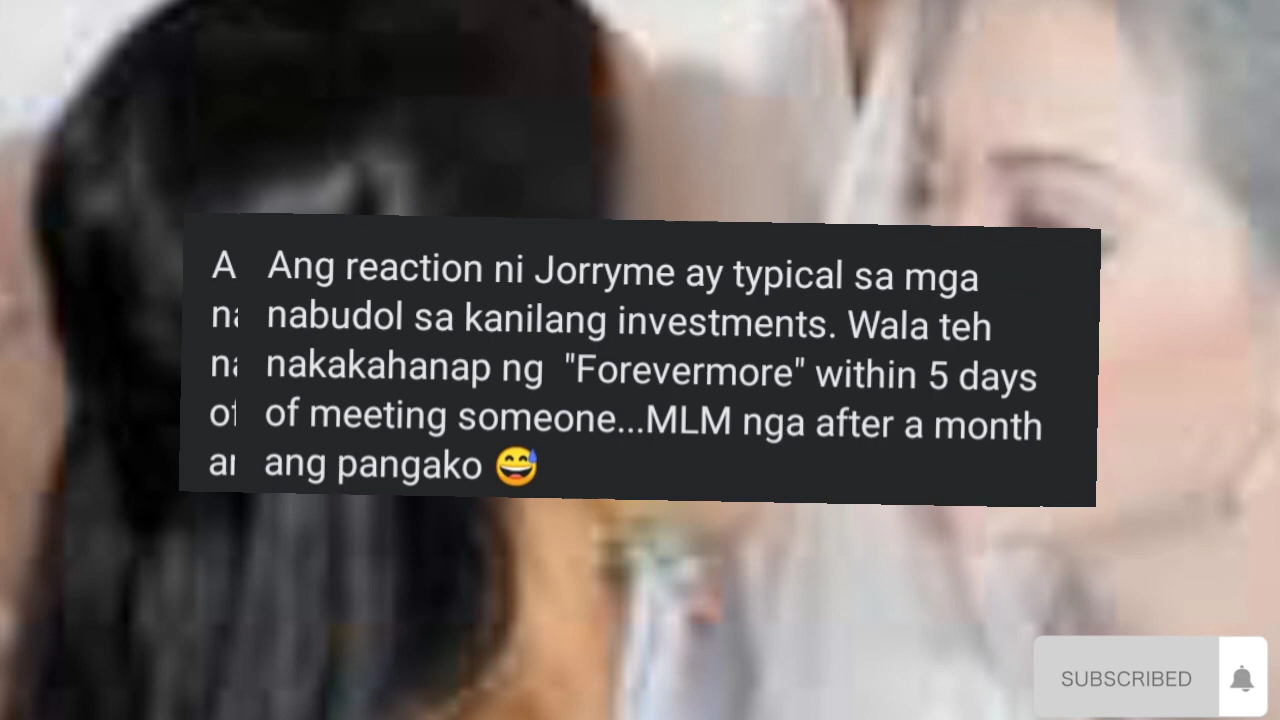 Ang reaction ni Jorryme ay typical sa mga
nabudol sa kanilang investments. Wala teh
nakakahanap ng "Forevermore" within 5 days
of meeting someone...MLM nga after a month
ang pangako 😅
SUBSCRIBED